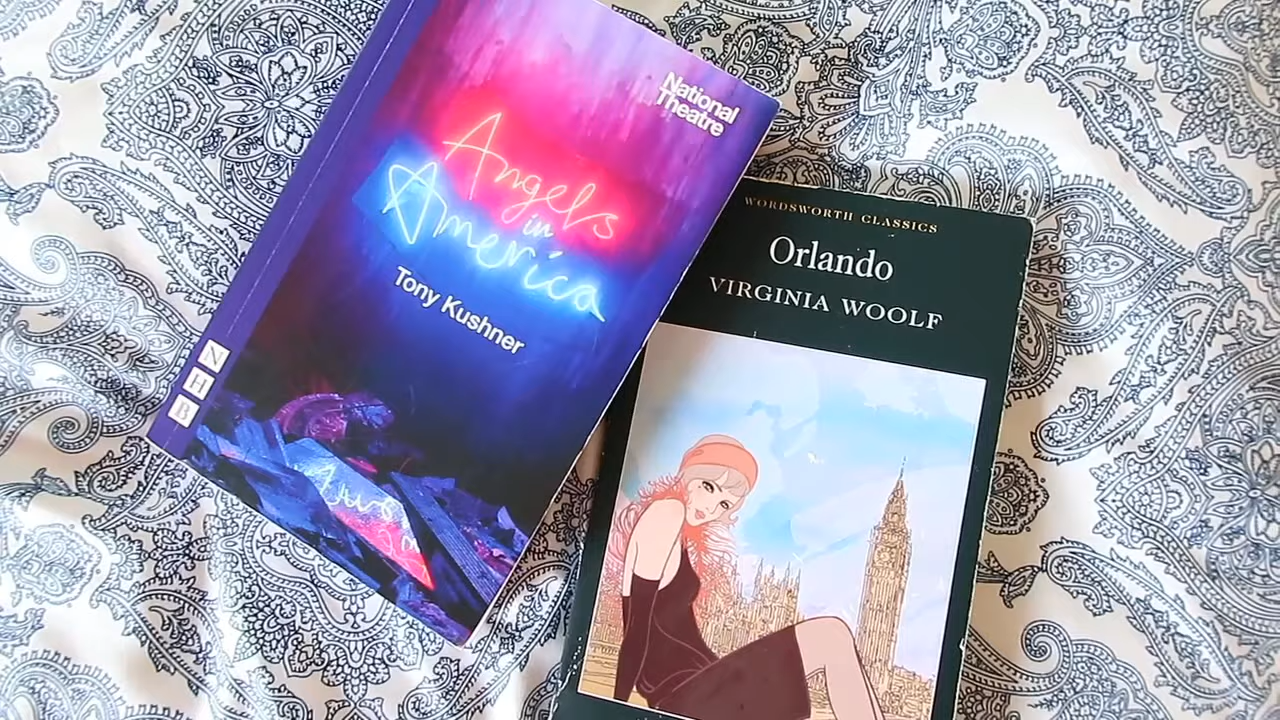 National
Theatre
Angels
in
America
Tony Kushner
N
H
B
WORDSWORTH CLASSICS
Orlando
VIRGINIA WOOLF